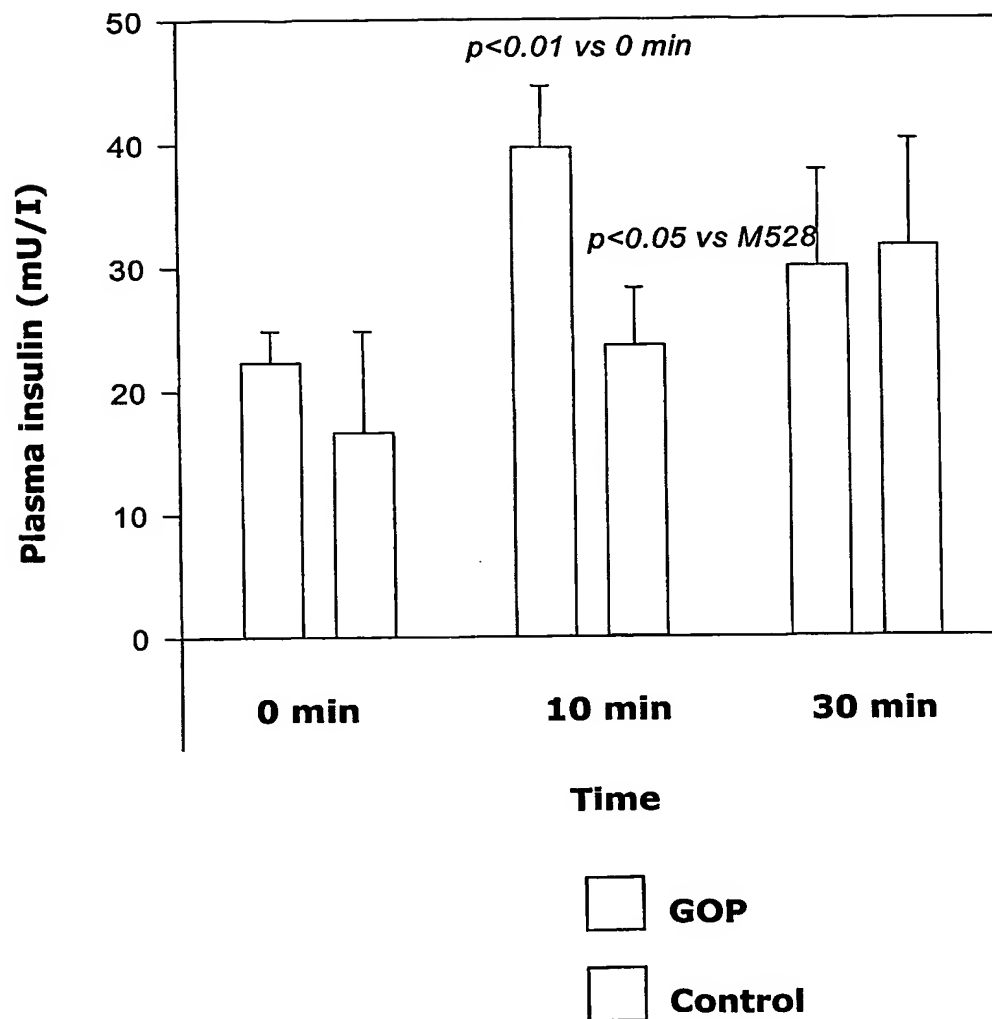 50
p<0.01 vs 0 min
40
p<0.05 vs M528
30
20
10
0
Plasma insulin (mU/I)
0 min
10 min
30 min
Time
GOP
Control